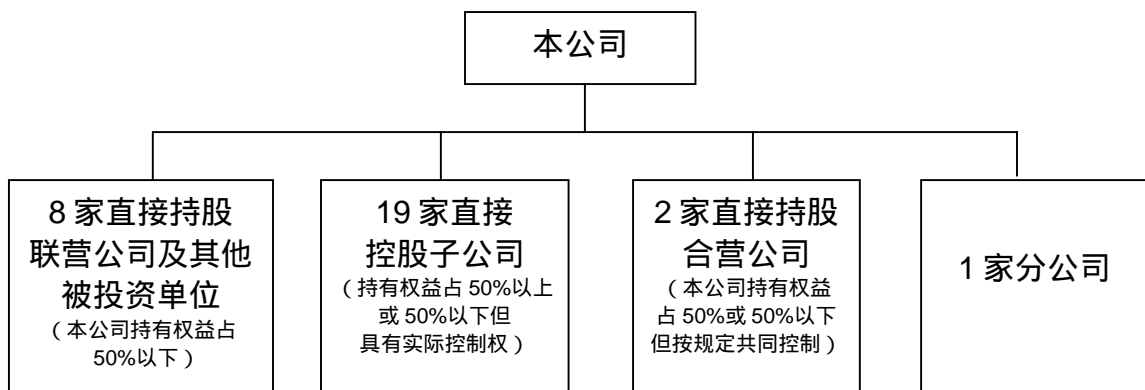 本公司
8 家直接持股
联营公司及其他
被投资单位
（本公司持有权益占
50%以下）
19 家直接
控股子公司
（持有权益占 50%以上
或 50%以下但
具有实际控制权）
2 家直接持股
合营公司
（本公司持有权益
占 50%或 50%以下
但按规定共同控制）
1 家分公司